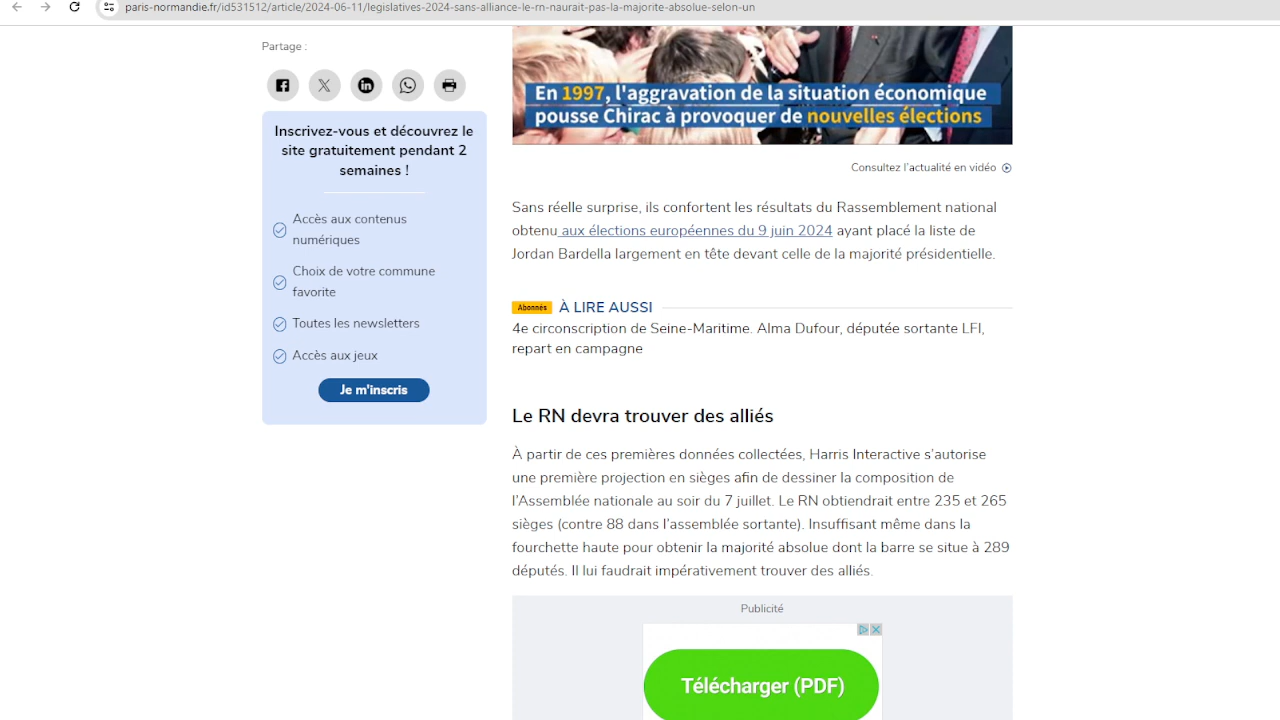 paris-normandie.fr/id531512/article/2024-06-11/legislatives-2024-sans-alliance-le-rn-naurait-pas-la-majorite-absolue-selon-un
Partage :
Inscrivez-vous et découvrez le
site gratuitement pendant 2
semaines !
Accès aux contenus
numériques
Choix de votre commune
favorite
Toutes les newsletters
Accès aux jeux
Je m'inscris
En 1997, l'aggravation de la situation économique
pousse Chirac à provoquer de nouvelles élections
Consultez l'actualité en vidéo
Sans réelle surprise, ils confortent les résultats du Rassemblement national
obtenu aux élections européennes du 9 juin 2024 ayant placé la liste de
Jordan Bardella largement en tête devant celle de la majorité présidentielle.
Abonnés À LIRE AUSSI
4e circonscription de Seine-Maritime. Alma Dufour, députée sortante LFI,
repart en campagne
Le RN devra trouver des alliés
À partir de ces premières données collectées, Harris Interactive s'autorise
une première projection en sièges afin de dessiner la composition de
l'Assemblée nationale au soir du 7 juillet. Le RN obtiendrait entre 235 et 265
sièges (contre 88 dans l'assemblée sortante). Insuffisant même dans la
fourchette haute pour obtenir la majorité absolue dont la barre se situe à 289
députés. Il lui faudrait impérativement trouver des alliés.
Publicité
Télécharger (PDF)